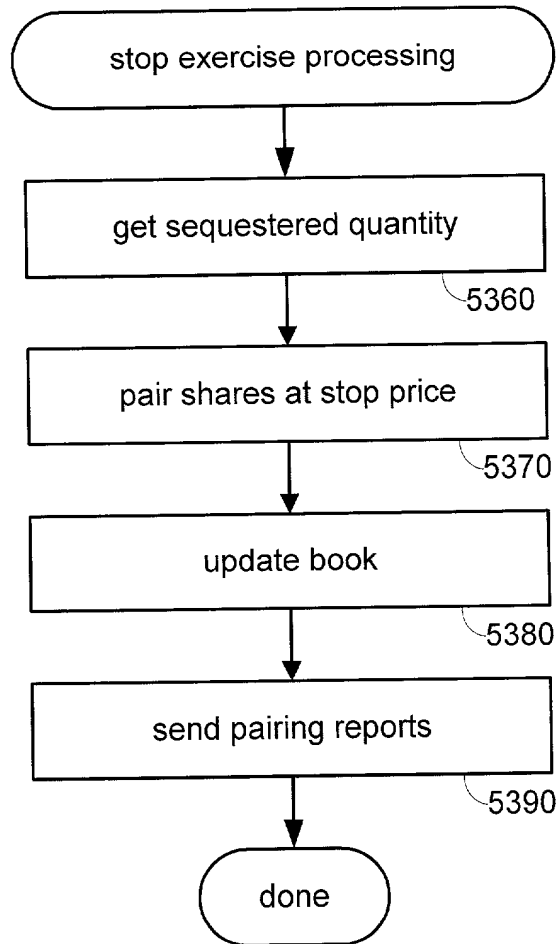 stop exercise processing
get sequestered quantity
5360
pair shares at stop price
5370
update book
5380
send pairing reports
5390
done